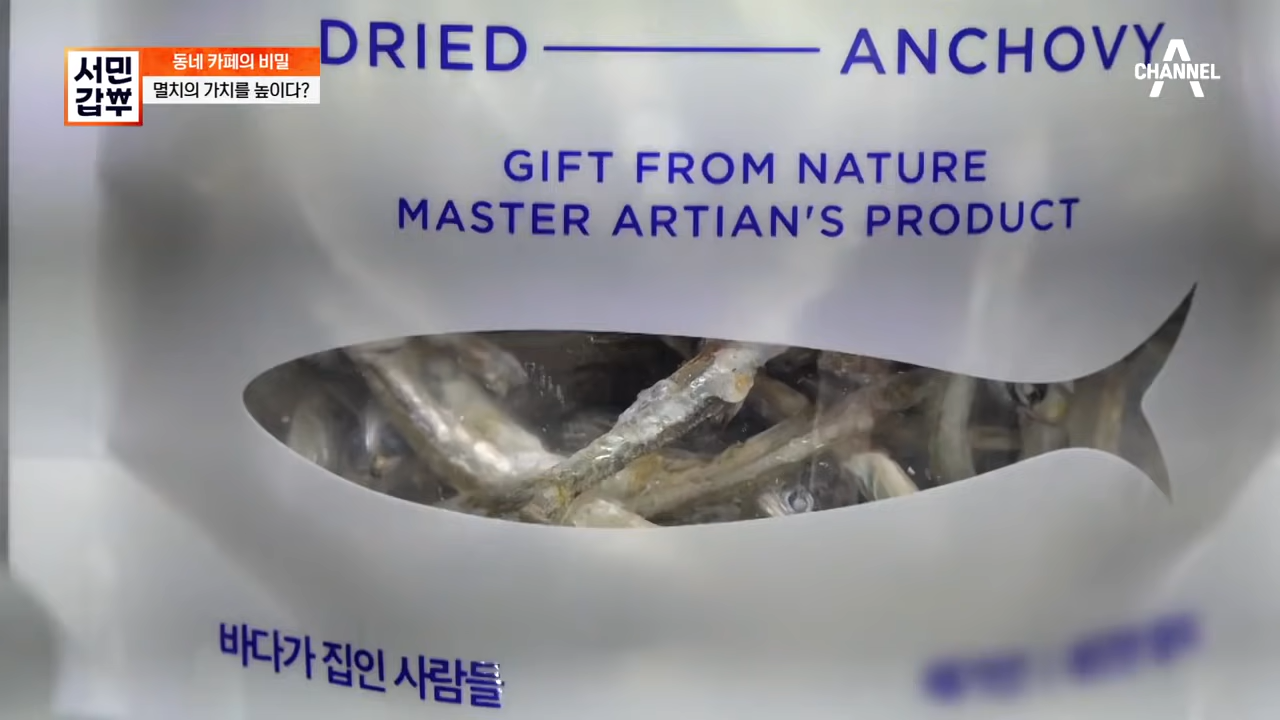 서민갑부
동네 카페의 비밀
멸치의 가치를 높이다?
CHANNEL A
DRIED ANCHOVY
GIFT FROM NATURE
MASTER ARTIAN'S PRODUCT
바다가 집인 사람들